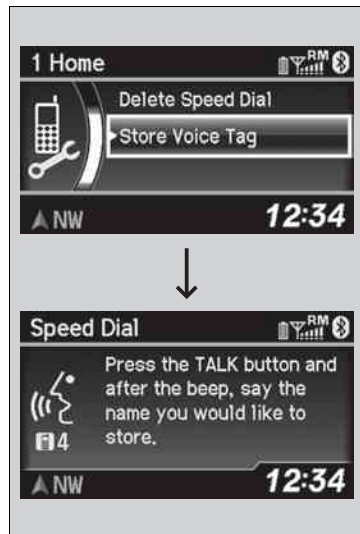 1 Home
RM
Delete Speed Dial
Store Voice Tag
NW
12:34
Speed Dial
RM
Press the TALK button and
after the beep, say the
name you would like to
store.
4
NW
12:34